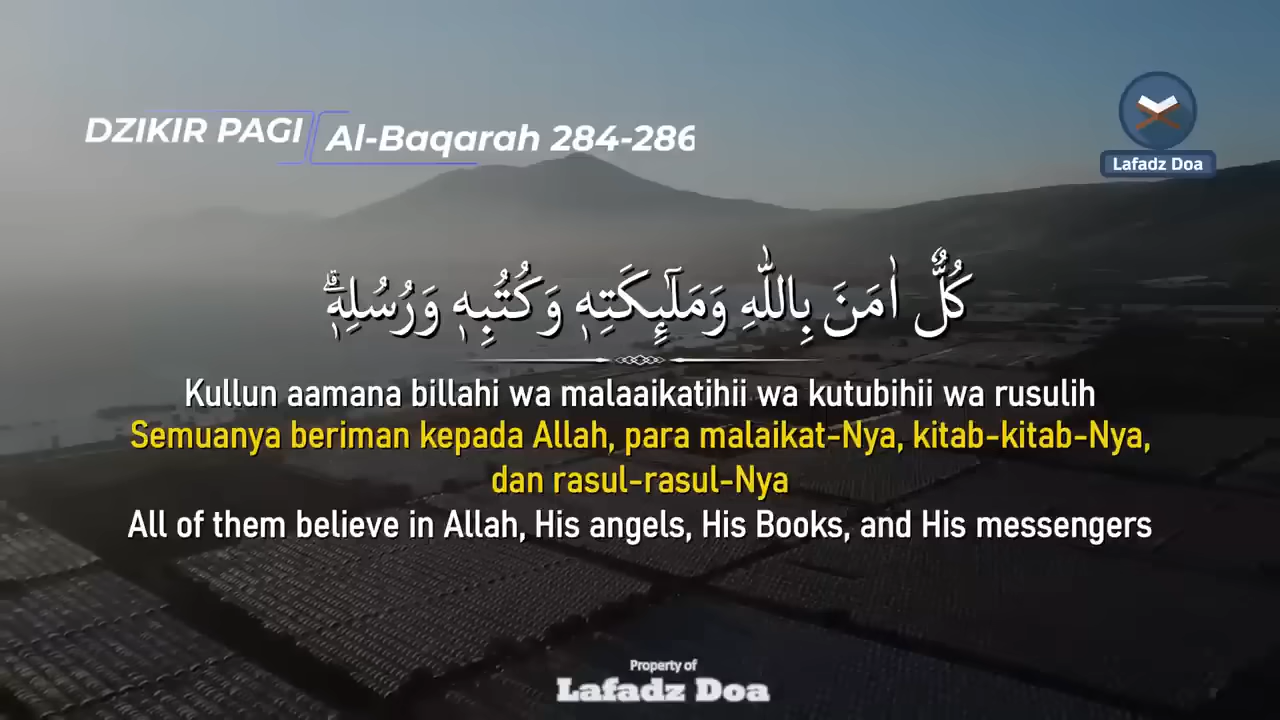 DZIKIR PAGI
Al-Baqarah 284-286
Lafadz Doa
كُلٌّ اٰمَنَ بِاللّٰهِ وَمَلٰۤىِٕكَتِهٖ وَكُتُبِهٖ وَرُسُلِهٖۗ
Kullun aamana billahi wa malaaikatihii wa kutubihii wa rusulih
Semuanya beriman kepada Allah, para malaikat-Nya, kitab-kitab-Nya,
dan rasul-rasul-Nya
All of them believe in Allah, His angels, His Books, and His messengers
Property of
Lafadz Doa